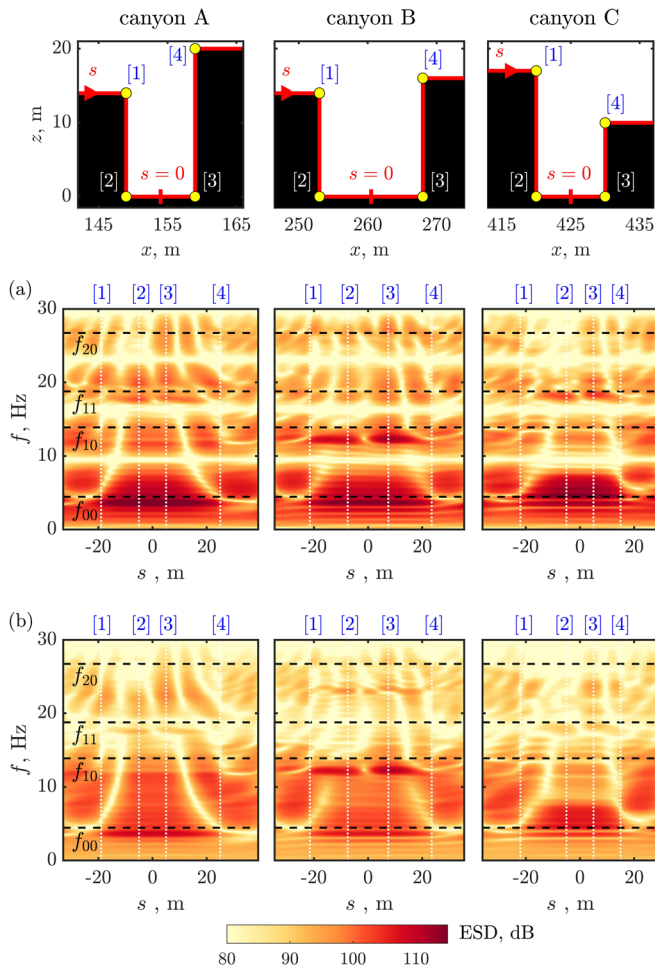 canyon A canyon B canyon C
20 [4]
[1] [1] [4] [1]
s s s
z, m 10 [4]
s = 0 s = 0 s = 0
[2] [3] [2] [3] [2] [3]
0
145 155 165 250 260 270 415 425 435
x, m x, m x, m
(a) [1] [2] [3] [4] [1] [2] [3] [4] [1] [2] [3] [4]
30
f20
20
f11
f, Hz
f10
10
f00
0
-20 0 20 -20 0 20 -20 0 20
s , m s , m s , m
(b) [1] [2] [3] [4] [1] [2] [3] [4] [1] [2] [3] [4]
30
f20
20
f11
f, Hz
f10
10
f00
0
-20 0 20 -20 0 20 -20 0 20
s , m s , m s , m
ESD, dB
80 90 100 110